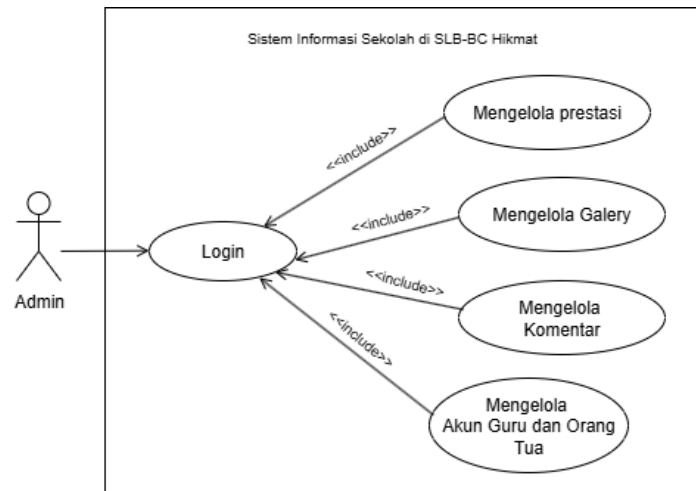 Sistem Informasi Sekolah di SLB-BC Hikmat
Mengelola prestasi
<<include>>
Mengelola Galery
<<include>>
Login
<<include>>
Mengelola
Komentar
Admin
<<include>>
Mengelola
Akun Guru dan Orang
Tua